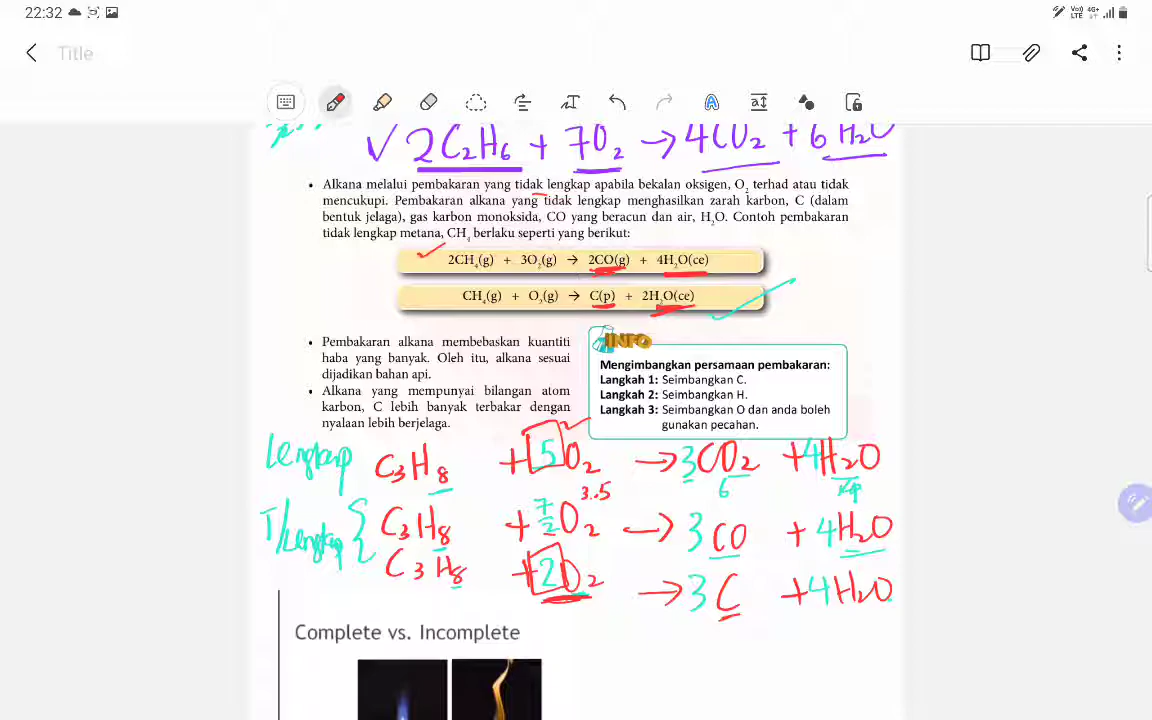 22:32
Title
√ 2C₂H₆ + 7O₂ → 4CO₂ + 6H₂O
• Alkana melalui pembakaran yang tidak lengkap apabila bekalan oksigen, O₂ terhad atau tidak
mencukupi. Pembakaran alkana yang tidak lengkap menghasilkan zarah karbon, C (dalam
bentuk jelaga), gas karbon monoksida, CO yang beracun dan air, H₂O. Contoh pembakaran
tidak lengkap metana, CH₄ berlaku seperti yang berikut:
2CH₄(g) + 3O₂(g) → 2CO(g) + 4H₂O(ce)
CH₄(g) + O₂(g) → C(p) + 2H₂O(ce)
• Pembakaran alkana membebaskan kuantiti
haba yang banyak. Oleh itu, alkana sesuai
dijadikan bahan api.
• Alkana yang mempunyai bilangan atom
karbon, C lebih banyak terbakar dengan
nyalaan lebih berjelaga.
INFO
Mengimbangkan persamaan pembakaran:
Langkah 1: Seimbangkan C.
Langkah 2: Seimbangkan H.
Langkah 3: Seimbangkan O dan anda boleh
gunakan pecahan.
Lengkap C₃H₈ + 5O₂ → 3CO₂ + 4H₂O
6 4
3.5
T/Lengkap { C₃H₈ + 7/2 O₂ → 3CO + 4H₂O
C₃H₈ + 2O₂ → 3C + 4H₂O
Complete vs. Incomplete